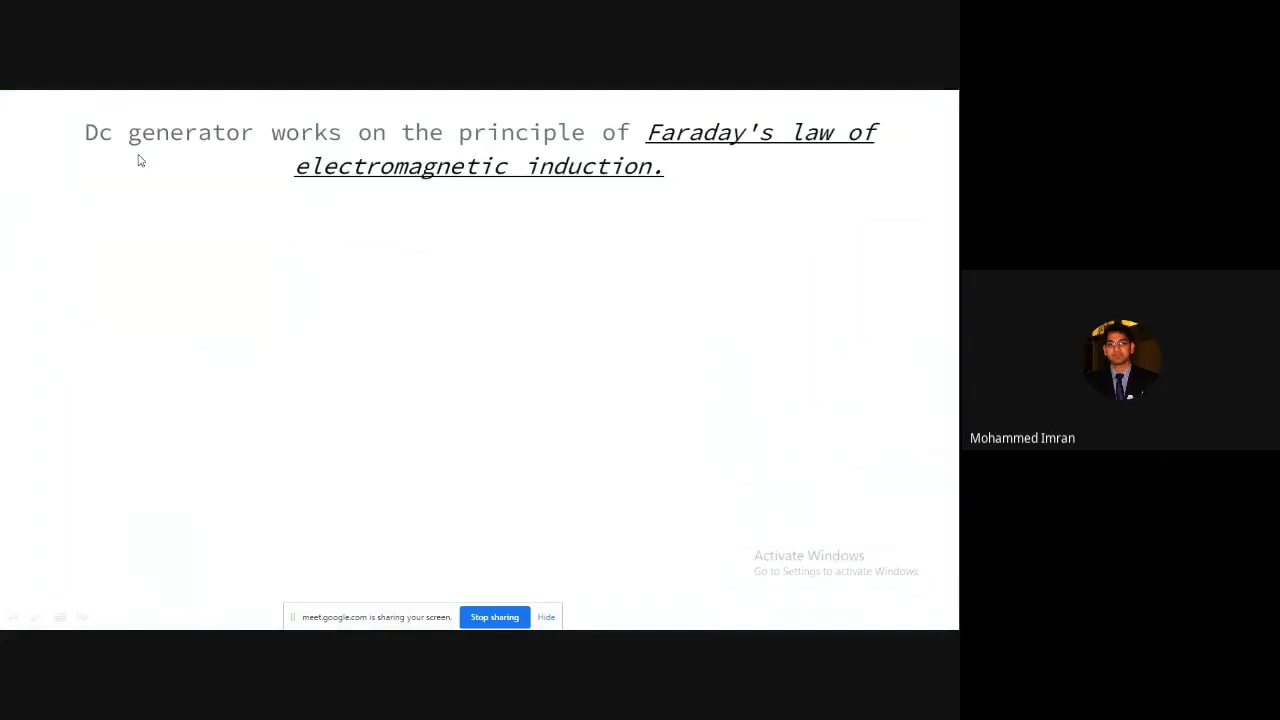 Dc generator works on the principle of Faraday's law of
electromagnetic induction.
Mohammed Imran
Activate Windows
Go to Settings to activate Windows.
meet.google.com is sharing your screen. Stop sharing Hide